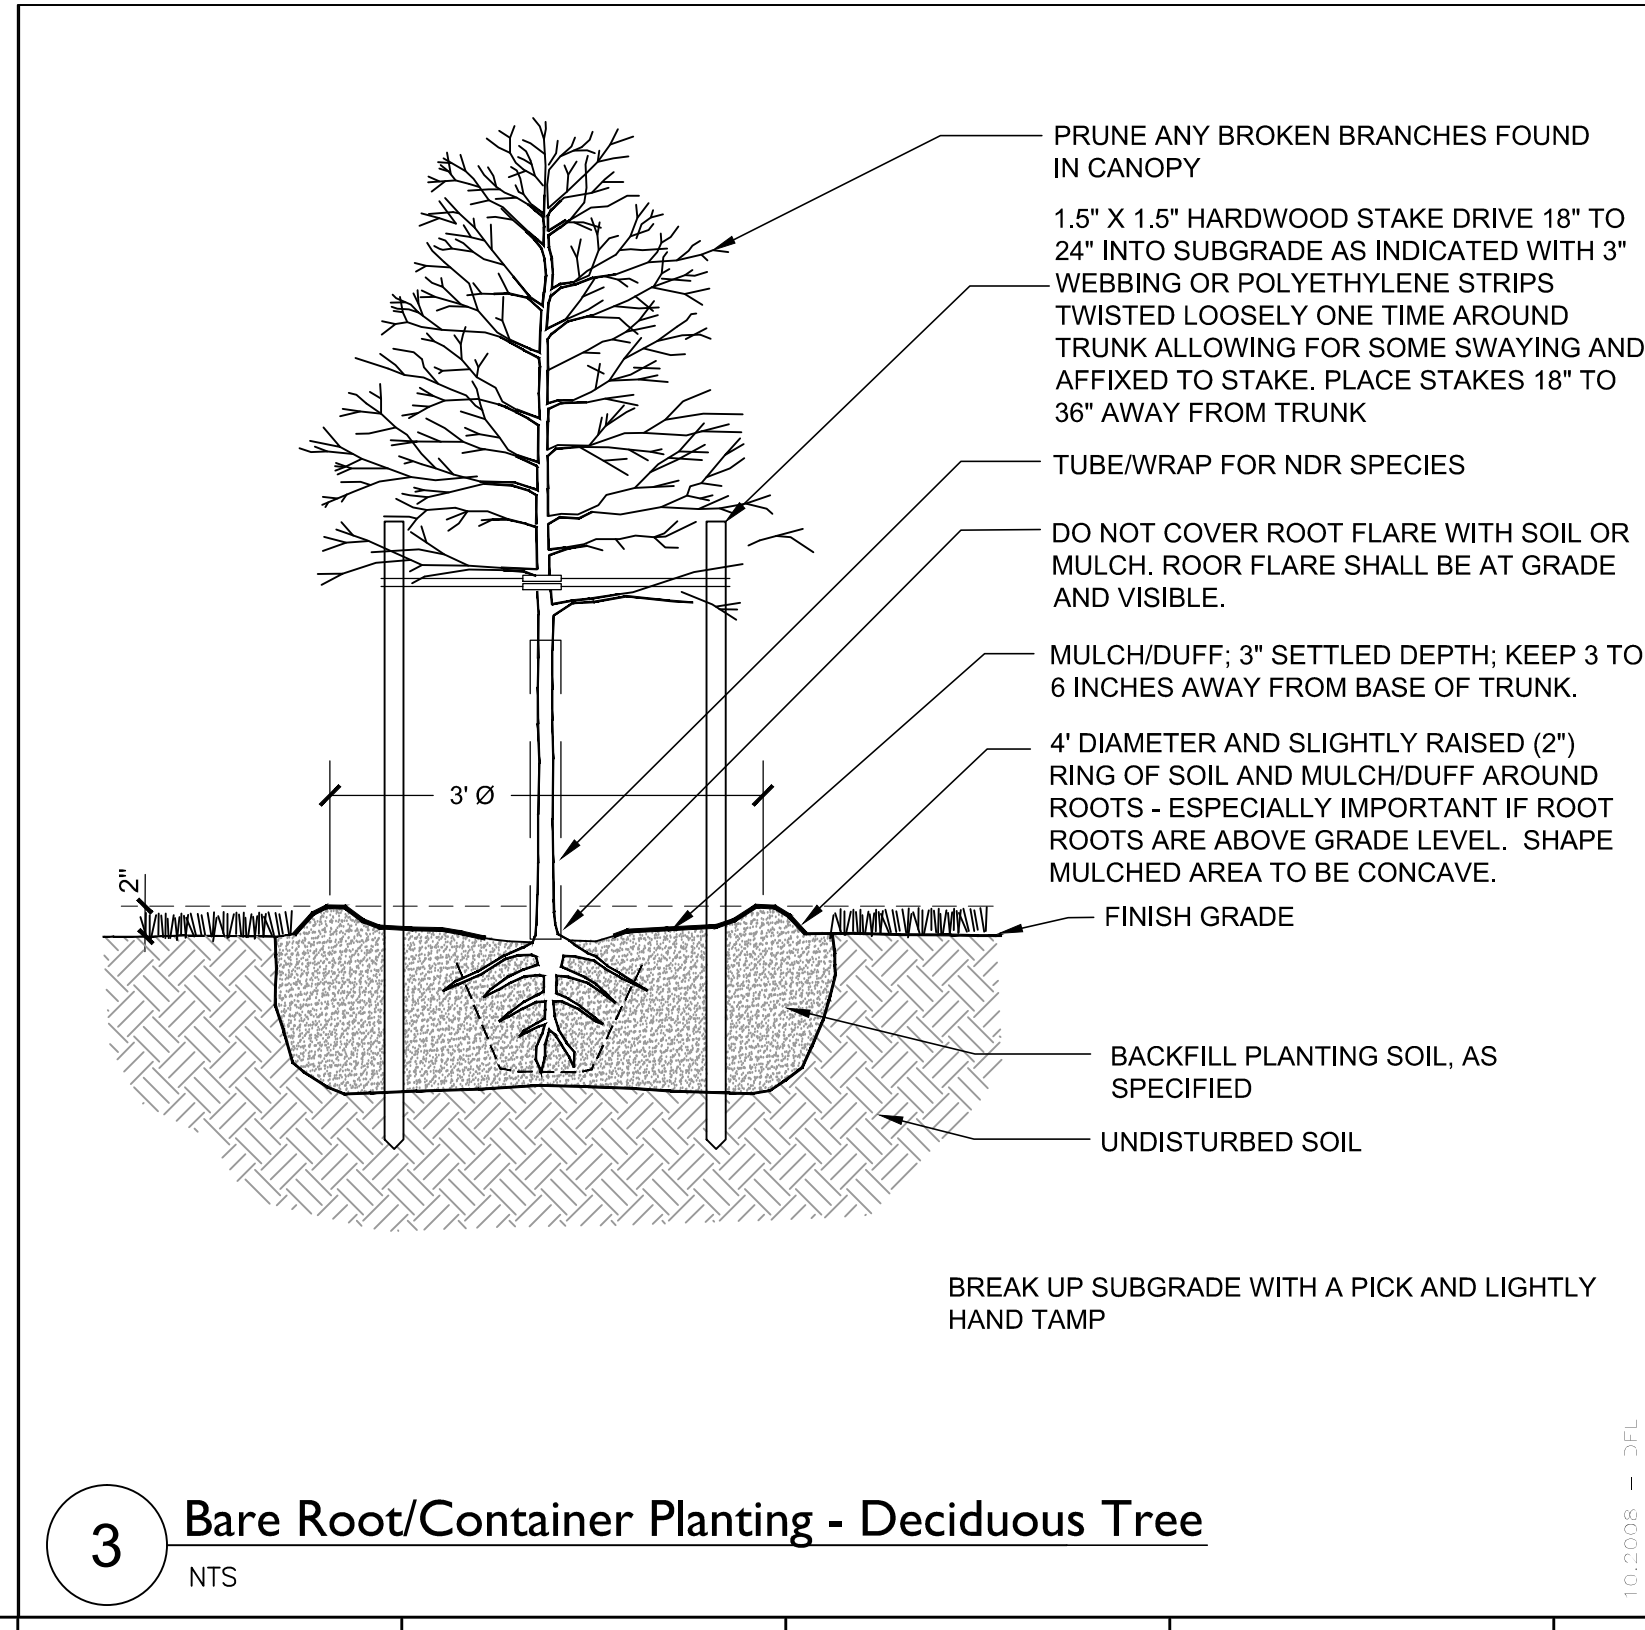 PRUNE ANY BROKEN BRANCHES FOUND
IN CANOPY
1.5" X 1.5" HARDWOOD STAKE DRIVE 18" TO
24" INTO SUBGRADE AS INDICATED WITH 3"
WEBBING OR POLYETHYLENE STRIPS
TWISTED LOOSELY ONE TIME AROUND
TRUNK ALLOWING FOR SOME SWAYING AND
AFFIXED TO STAKE. PLACE STAKES 18" TO
36" AWAY FROM TRUNK
TUBE/WRAP FOR NDR SPECIES
DO NOT COVER ROOT FLARE WITH SOIL OR
MULCH. ROOR FLARE SHALL BE AT GRADE
AND VISIBLE.
MULCH/DUFF; 3" SETTLED DEPTH; KEEP 3 TO
6 INCHES AWAY FROM BASE OF TRUNK.
4' DIAMETER AND SLIGHTLY RAISED (2")
RING OF SOIL AND MULCH/DUFF AROUND
ROOTS - ESPECIALLY IMPORTANT IF ROOT
ROOTS ARE ABOVE GRADE LEVEL.  SHAPE
MULCHED AREA TO BE CONCAVE.
3' Ø
2"
FINISH GRADE
BACKFILL PLANTING SOIL, AS
SPECIFIED
UNDISTURBED SOIL
BREAK UP SUBGRADE WITH A PICK AND LIGHTLY
HAND TAMP
3
Bare Root/Container Planting - Deciduous Tree
NTS
10.2008 -